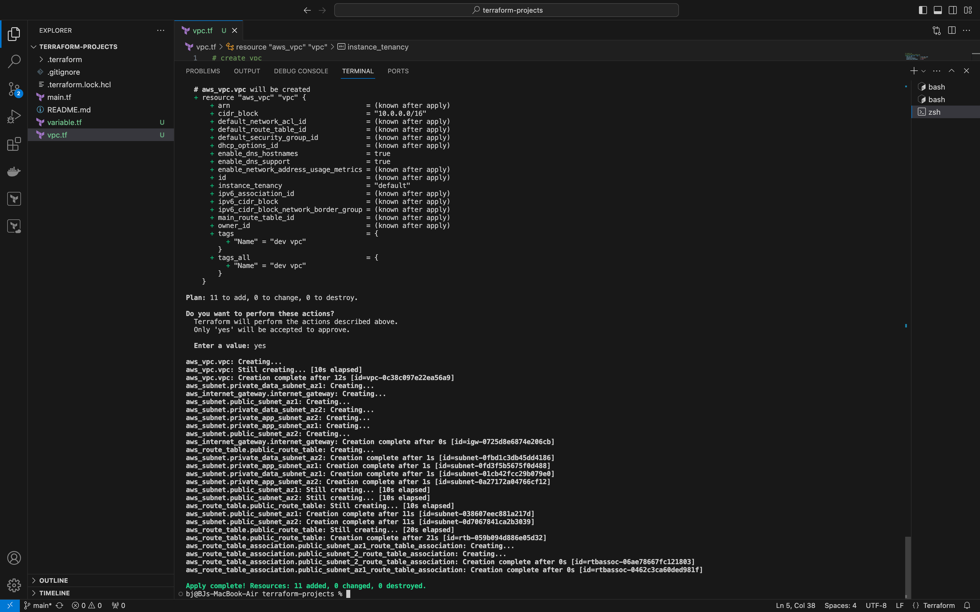 terraform-projects
EXPLORER
TERRAFORM-PROJECTS
.terraform
.gitignore
.terraform.lock.hcl
main.tf
README.md
variable.tf U
vpc.tf U
OUTLINE
TIMELINE
2
vpc.tf U
vpc.tf > resource "aws_vpc" "vpc" > instance_tenancy
1 # create vpc
PROBLEMS OUTPUT DEBUG CONSOLE TERMINAL PORTS
bash
bash
zsh
# aws_vpc.vpc will be created
+ resource "aws_vpc" "vpc" {
+ arn = (known after apply)
+ cidr_block = "10.0.0.0/16"
+ default_network_acl_id = (known after apply)
+ default_route_table_id = (known after apply)
+ default_security_group_id = (known after apply)
+ dhcp_options_id = (known after apply)
+ enable_dns_hostnames = true
+ enable_dns_support = true
+ enable_network_address_usage_metrics = (known after apply)
+ id = (known after apply)
+ instance_tenancy = "default"
+ ipv6_association_id = (known after apply)
+ ipv6_cidr_block = (known after apply)
+ ipv6_cidr_block_network_border_group = (known after apply)
+ main_route_table_id = (known after apply)
+ owner_id = (known after apply)
+ tags = {
+ "Name" = "dev vpc"
}
+ tags_all = {
+ "Name" = "dev vpc"
}
}
Plan: 11 to add, 0 to change, 0 to destroy.
Do you want to perform these actions?
Terraform will perform the actions described above.
Only 'yes' will be accepted to approve.
Enter a value: yes
aws_vpc.vpc: Creating...
aws_vpc.vpc: Still creating... [10s elapsed]
aws_vpc.vpc: Creation complete after 12s [id=vpc-0c38c097e22ea56a9]
aws_subnet.private_data_subnet_az1: Creating...
aws_internet_gateway.internet_gateway: Creating...
aws_subnet.public_subnet_az1: Creating...
aws_subnet.private_data_subnet_az2: Creating...
aws_subnet.private_app_subnet_az2: Creating...
aws_subnet.private_app_subnet_az1: Creating...
aws_subnet.public_subnet_az2: Creating...
aws_internet_gateway.internet_gateway: Creation complete after 0s [id=igw-0725d8e6874e206cb]
aws_route_table.public_route_table: Creating...
aws_subnet.private_data_subnet_az2: Creation complete after 1s [id=subnet-0fbd1c3db45dd4186]
aws_subnet.private_app_subnet_az1: Creation complete after 1s [id=subnet-0fd3f5b5675f0d488]
aws_subnet.private_data_subnet_az1: Creation complete after 1s [id=subnet-01cb42fcc29b079e0]
aws_subnet.private_app_subnet_az2: Creation complete after 1s [id=subnet-0a27172a04766cf12]
aws_subnet.public_subnet_az1: Still creating... [10s elapsed]
aws_subnet.public_subnet_az2: Still creating... [10s elapsed]
aws_route_table.public_route_table: Still creating... [10s elapsed]
aws_subnet.public_subnet_az1: Creation complete after 11s [id=subnet-038607eec881a217d]
aws_subnet.public_subnet_az2: Creation complete after 11s [id=subnet-0d7067841ca2b3039]
aws_route_table.public_route_table: Still creating... [20s elapsed]
aws_route_table.public_route_table: Creation complete after 21s [id=rtb-059b094d886e05d32]
aws_route_table_association.public_subnet_az1_route_table_association: Creating...
aws_route_table_association.public_subnet_2_route_table_association: Creating...
aws_route_table_association.public_subnet_2_route_table_association: Creation complete after 0s [id=rtbassoc-06ae78667fc121803]
aws_route_table_association.public_subnet_az1_route_table_association: Creation complete after 0s [id=rtbassoc-0462c3ca60ded981f]
Apply complete! Resources: 11 added, 0 changed, 0 destroyed.
bj@BJs-MacBook-Air terraform-projects %
main* 0 0 0 Ln 5, Col 38 Spaces: 4 UTF-8 LF {} Terraform